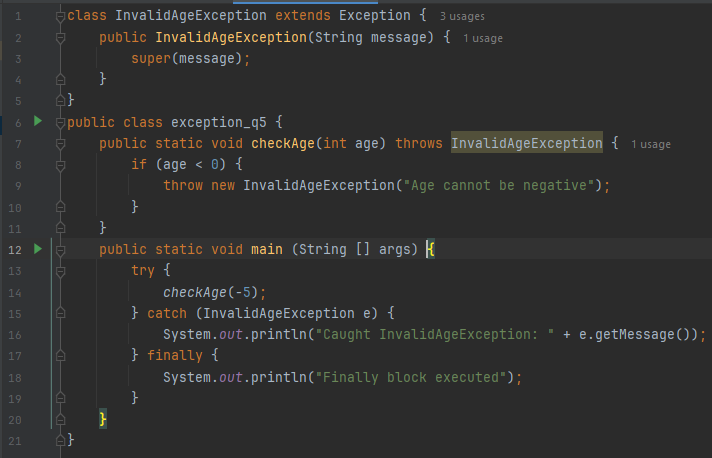 1 class InvalidAgeException extends Exception { 3 usages
2     public InvalidAgeException(String message) { 1 usage
3         super(message);
4     }
5 }
6 public class exception_q5 {
7     public static void checkAge(int age) throws InvalidAgeException { 1 usage
8         if (age < 0) {
9             throw new InvalidAgeException("Age cannot be negative");
10         }
11     }
12     public static void main (String [] args) {
13         try {
14             checkAge(-5);
15         } catch (InvalidAgeException e) {
16             System.out.println("Caught InvalidAgeException: " + e.getMessage());
17         } finally {
18             System.out.println("Finally block executed");
19         }
20     }
21 }